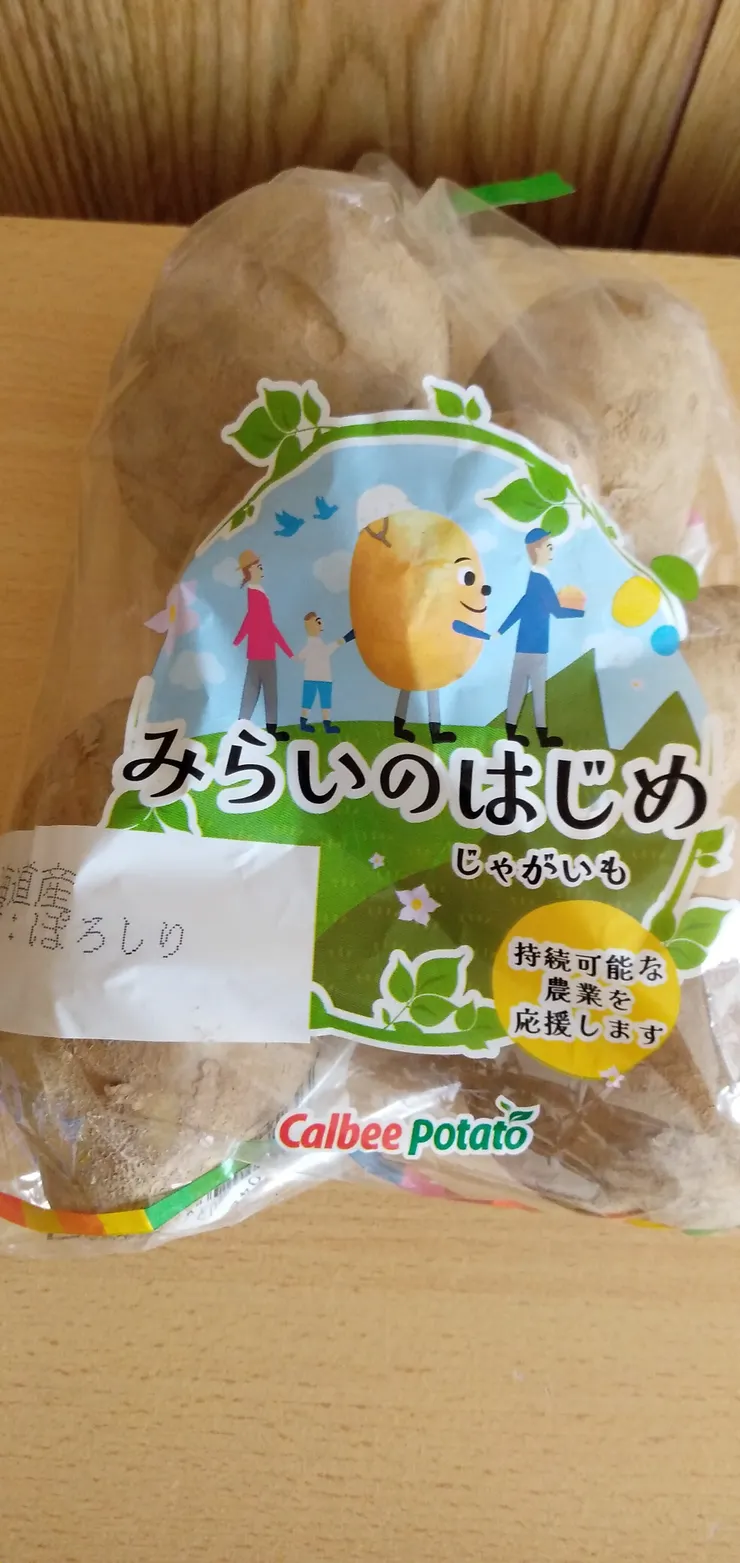 みらいのはじめ
じゃがいも
道産
:ぽろしり
持続可能な
農業を
応援します
Calbee Potato